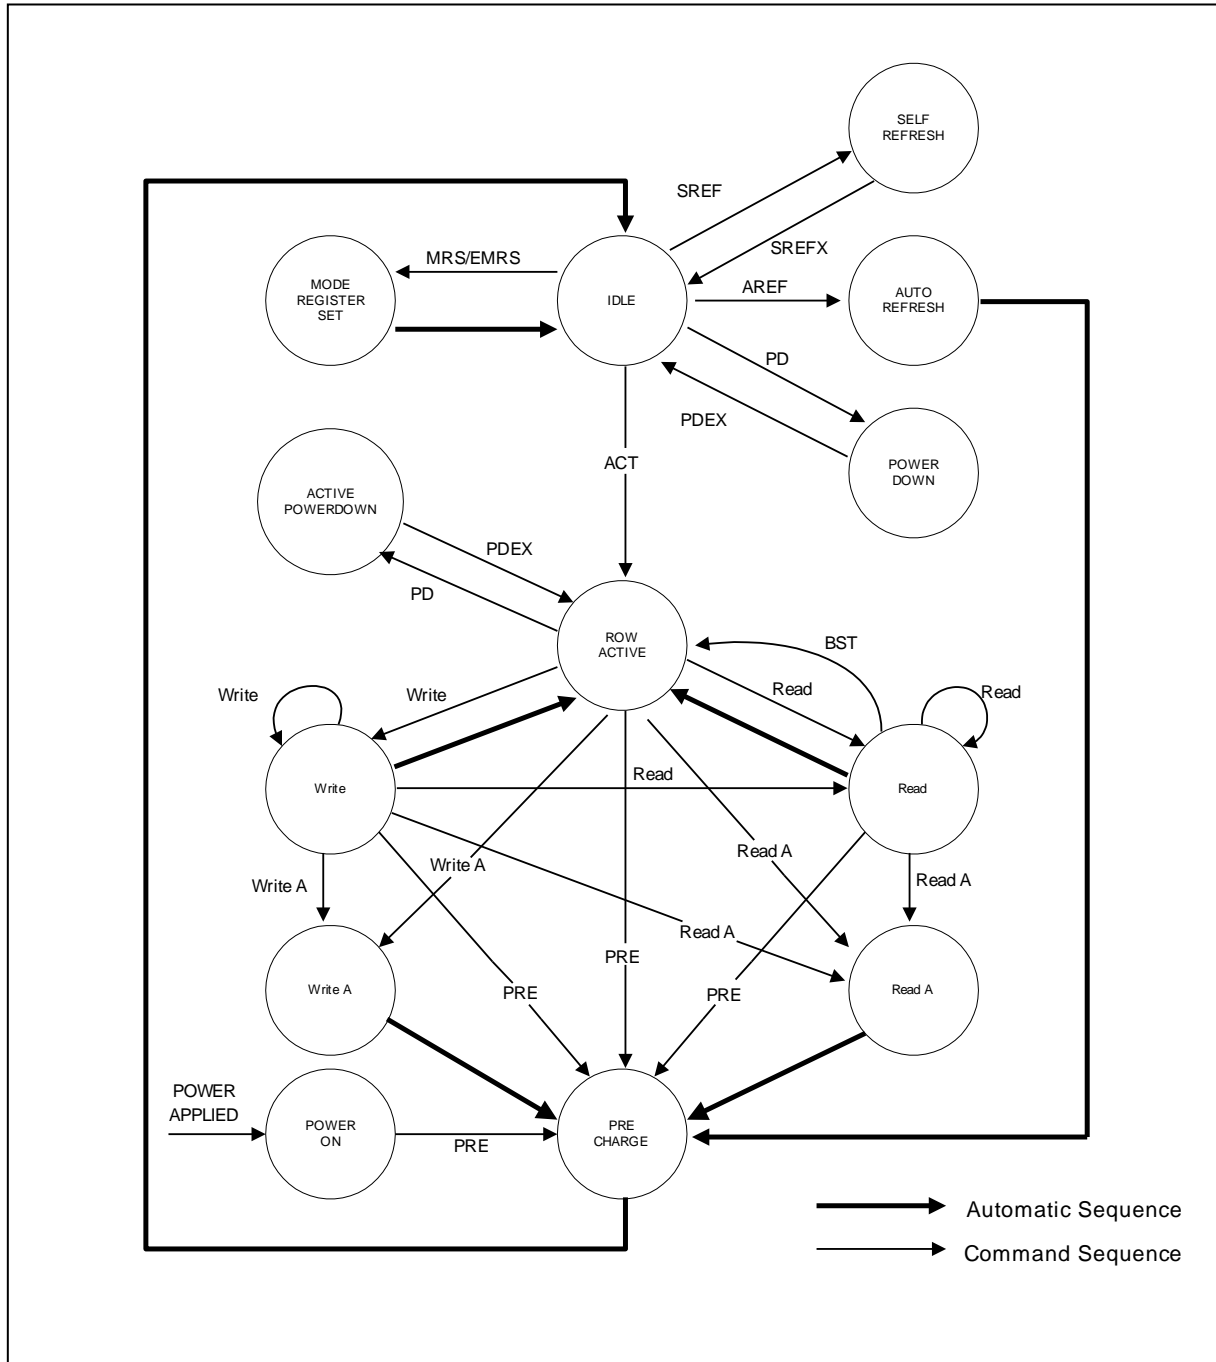 SELF
REFRESH
SREF
SREFX
MRS/EMRS
AREF
MODE
REGISTER
SET
IDLE
AUTO
REFRESH
PD
PDEX
ACT
POWER
DOWN
ACTIVE
POWERDOWN
PDEX
PD
ROW
ACTIVE
BST
Write
Write
Read
Read
Write
Read
Read
Write A
Write A
Read A
Read A
Read A
PRE
PRE
PRE
Write A
Read A
POWER
APPLIED
POWER
ON
PRE
PRE
CHARGE
Automatic Sequence
Command Sequence